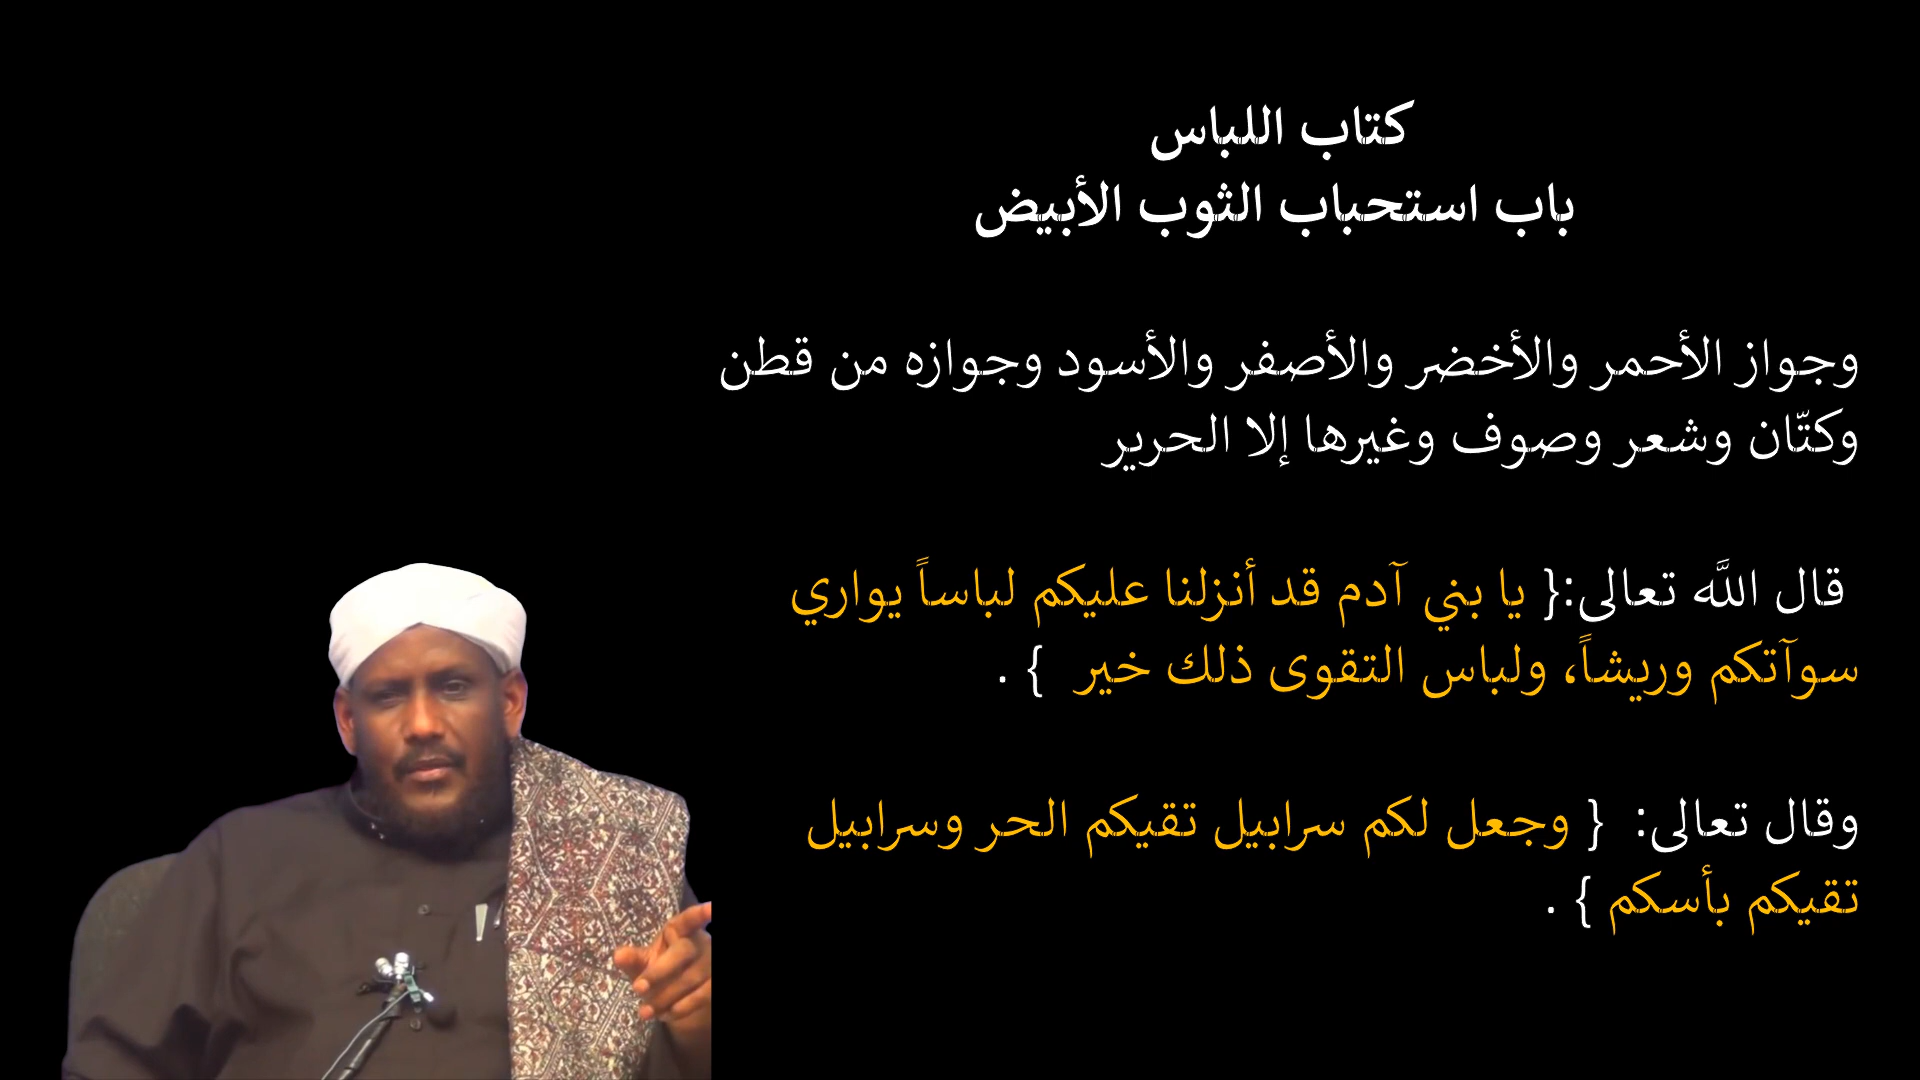 كتاب اللباس
باب استحباب الثوب الأبيض
وجواز الأحمر والأخضر والأصفر والأسود وجوازه من قطن
وكتّان وشعر وصوف وغيرها إلا الحرير
قال اللَّه تعالى:{ يا بني آدم قد أنزلنا عليكم لباساً يواري
سوآتكم وريشاً، ولباس التقوى ذلك خير } .
وقال تعالى: { وجعل لكم سرابيل تقيكم الحر وسرابيل
تقيكم بأسكم } .